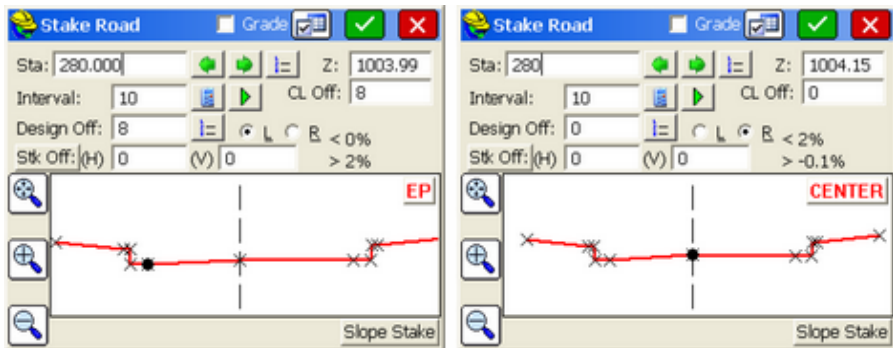 Stake Road Grade
Sta: 280.000 Z: 1003.99
Interval: 10 CL Off: 8
Design Off: 8 L R < 0%
Stk Off: (H) 0 (V) 0 > 2%
EP
Slope Stake
Stake Road Grade
Sta: 280 Z: 1004.15
Interval: 10 CL Off: 0
Design Off: 0 L R < 2%
Stk Off: (H) 0 (V) 0 > -0.1%
CENTER
Slope Stake